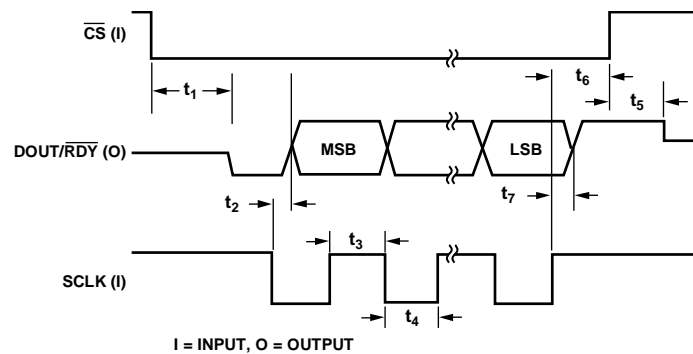 CS (I)
t1
t6
t5
DOUT/RDY (O)
MSB
LSB
t2
t3
t7
SCLK (I)
t4
I = INPUT, O = OUTPUT